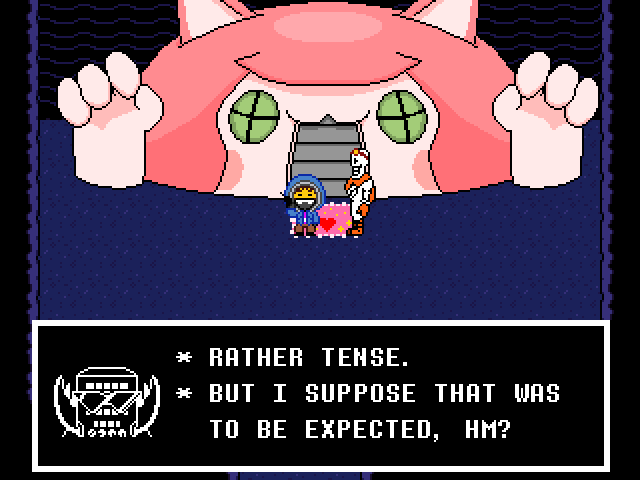 * RATHER TENSE.
* BUT I SUPPOSE THAT WAS
TO BE EXPECTED, HM?